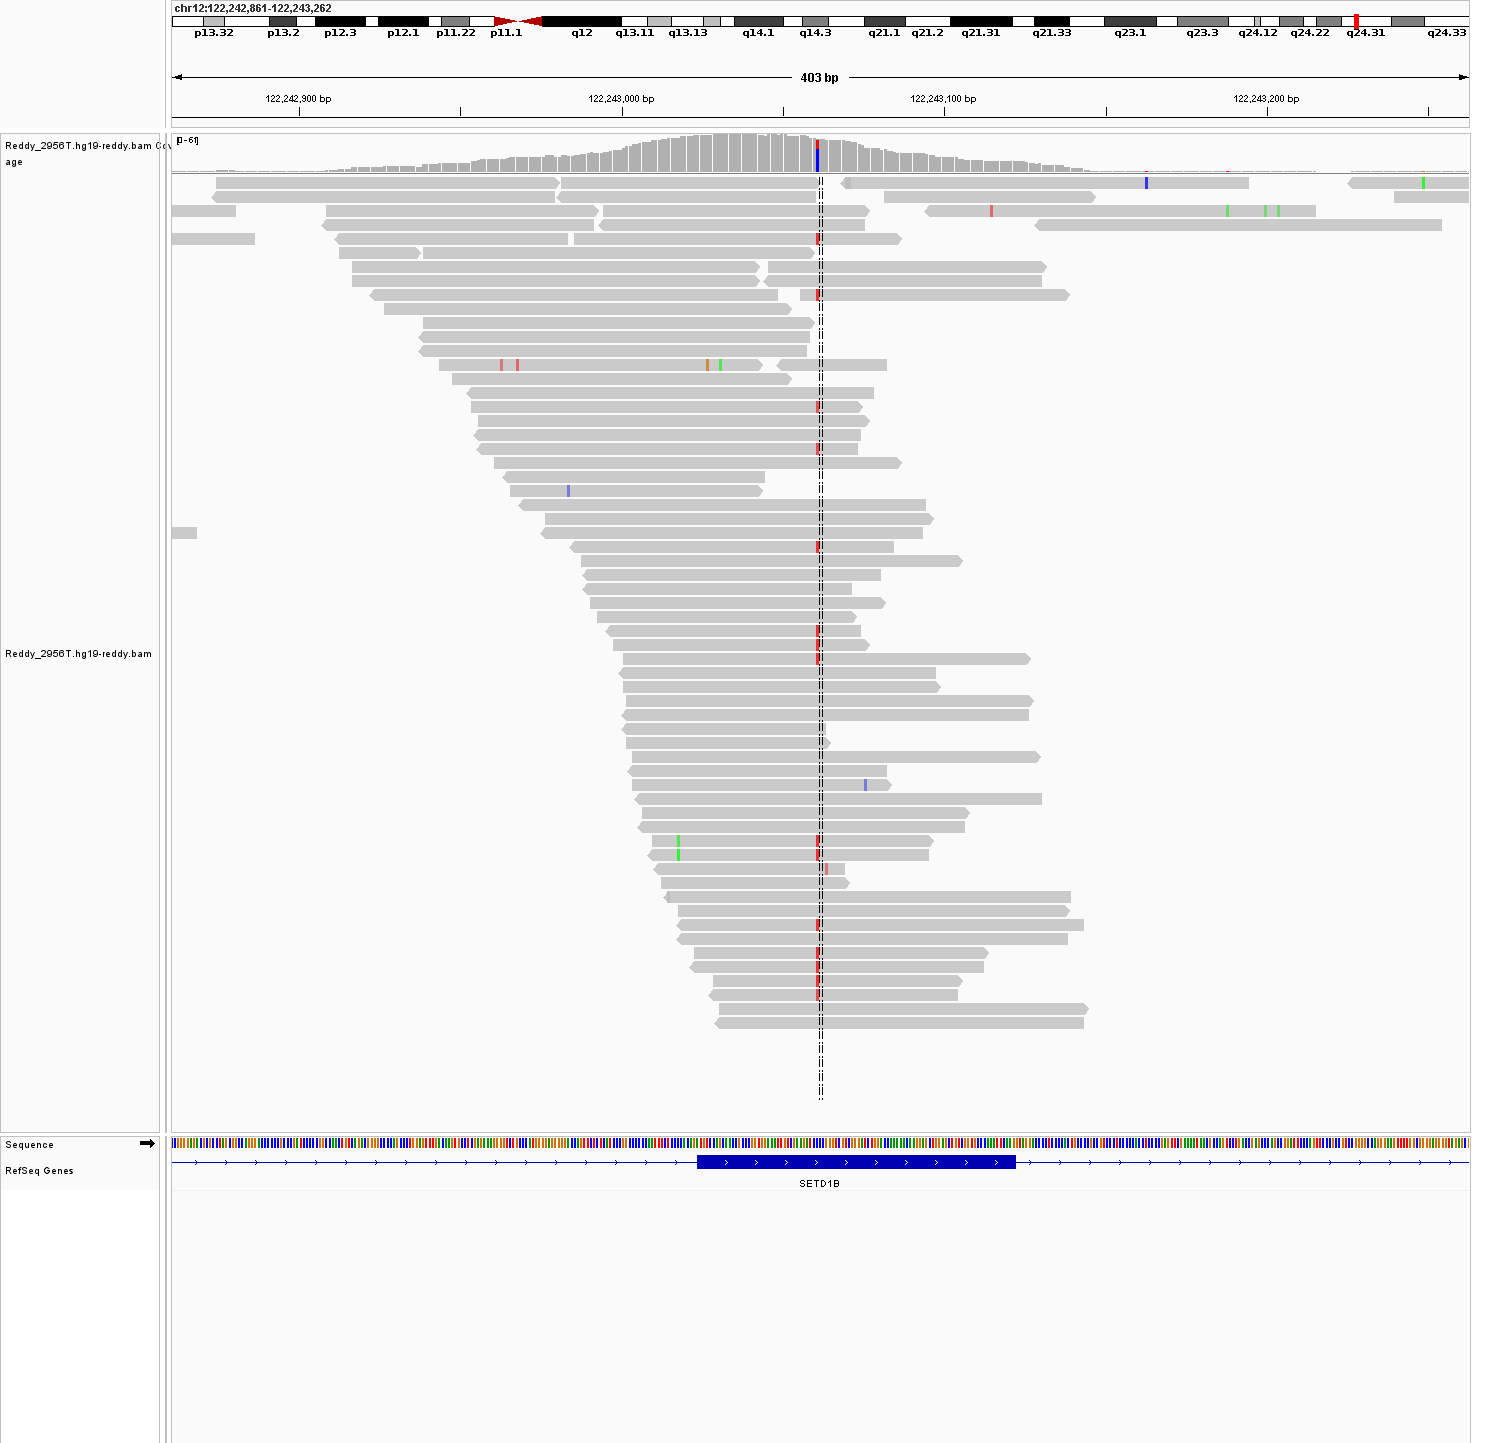 chr12:122,242,861-122,243,262
p13.32 p13.2 p12.3 p12.1 p11.22 p11.1 q12 q13.11 q13.13 q14.1 q14.3 q21.1 q21.2 q21.31 q21.33 q23.1 q23.3 q24.12 q24.22 q24.31 q24.33
403 bp
122,242,900 bp 122,243,000 bp 122,243,100 bp 122,243,200 bp
[0-61]
Reddy_2956T.hg19-reddy.bam Cov
age
Reddy_2956T.hg19-reddy.bam
Sequence
RefSeq Genes
SETD1B